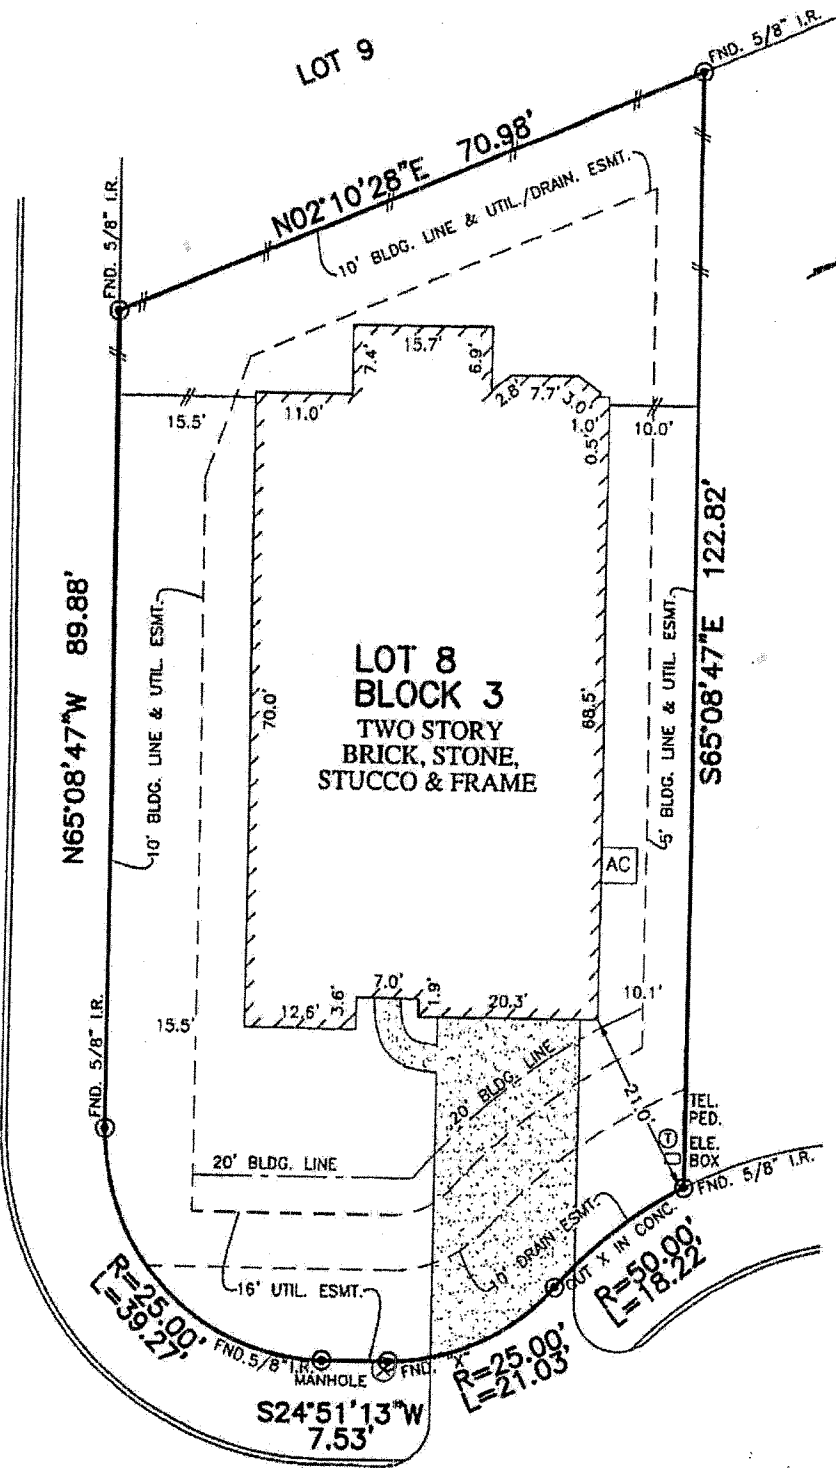 LOT 9
FND. 5/8" I.R.
N02°10'28"E 70.98'
10' BLDG. LINE & UTIL./DRAIN. ESMT.
FND. 5/8" I.R.
15.7'
7.4'
6.9'
2.8'
7.7'
3.0'
11.0'
15.5'
1.0'
0.5'
10.0'
N65°08'47"W 89.88'
10' BLDG. LINE & UTIL. ESMT.
70.0'
LOT 8
BLOCK 3
TWO STORY
BRICK, STONE,
STUCCO & FRAME
68.5'
5' BLDG. LINE & UTIL. ESMT.
S65°08'47"E 122.82'
AC
7.0'
12.6'
3.6'
1.9'
20.3'
10.1'
15.5'
FND. 5/8" I.R.
20' BLDG. LINE
20' BLDG. LINE
21.0'
TEL.
PED.
T
ELE.
BOX
FND. 5/8" I.R.
10' DRAIN ESMT.
CUT X IN CONC.
16' UTIL. ESMT.
R=50.00'
L=18.22'
R=25.00'
L=39.27'
FND.5/8"I.R.
MANHOLE
FND. "X"
R=25.00'
L=21.03'
S24°51'13"W
7.53'